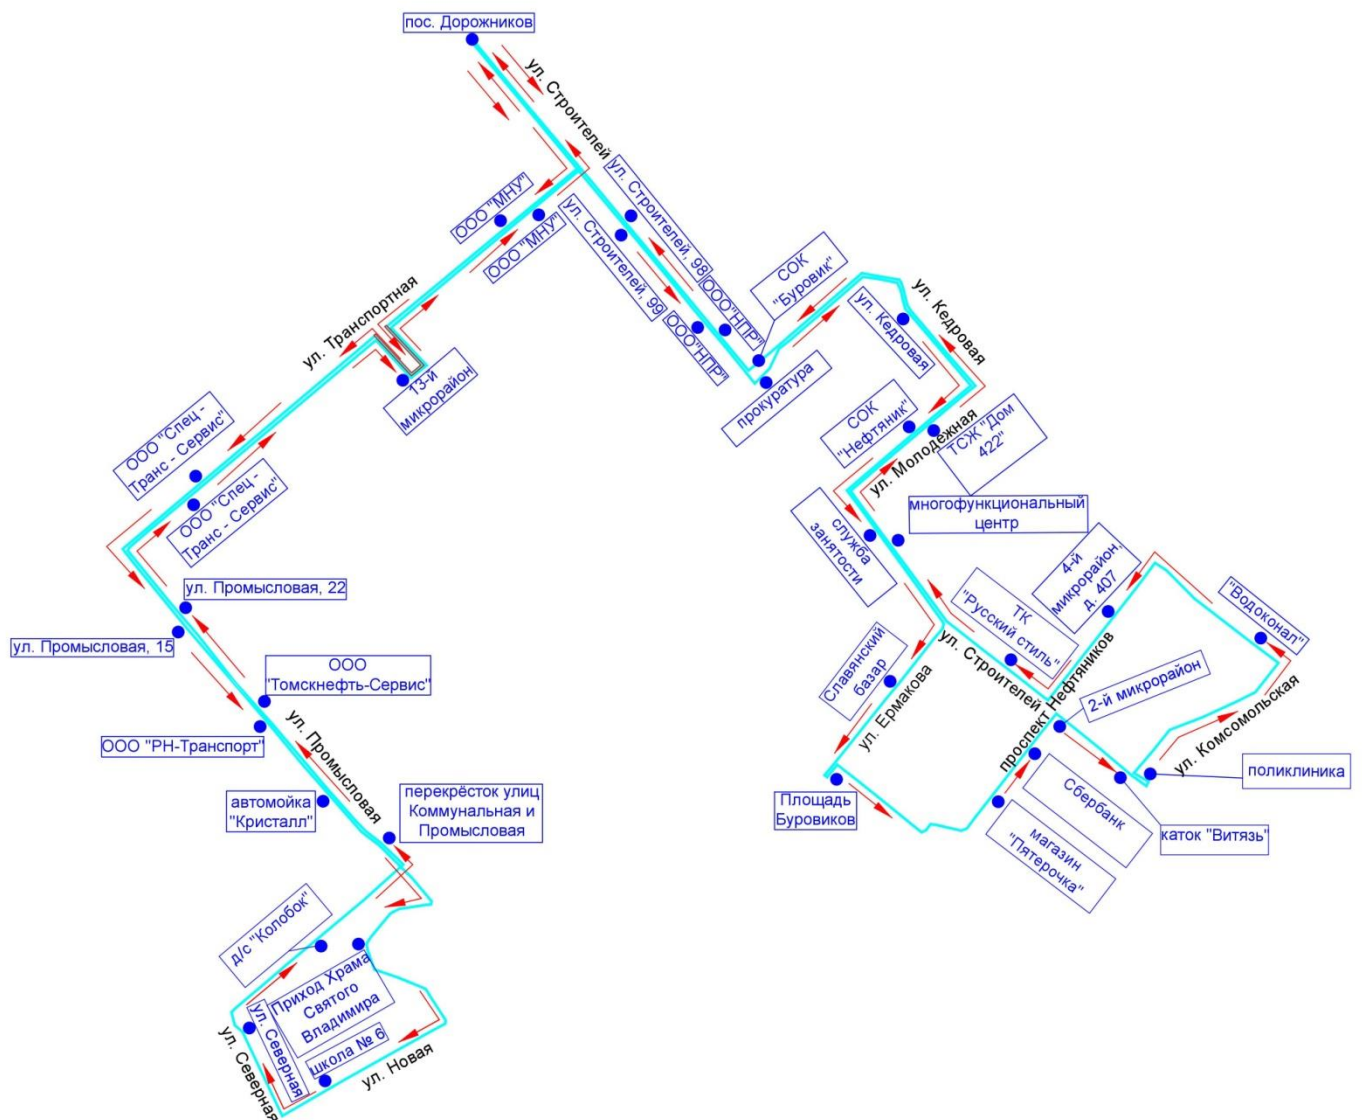 пос. Дорожников
ул. Строителей
ул. Строителей, 98
ООО "МНУ"
ООО "МНУ"
ул. Строителей, 99
ООО"НПР"
ООО"НПР"
СОК
"Буровик"
прокуратура
ул. Кедровая
ул. Кедровая
ул. Транспортная
13-й
микрорайон
СОК
"Нефтяник"
ТСЖ "Дом
422"
ул. Молодежная
ООО "Спец -
Транс - Сервис"
ООО "Спец -
Транс - Сервис"
служба
занятости
многофункциональный
центр
4-й
микрорайон,
д. 407
"Водоконал"
ТК
"Русский стиль"
ул. Строителей
проспект Нефтяников
2-й микрорайон
ул. Комсомольская
Славянский
базар
ул. Ермакова
Площадь
Буровиков
Сбербанк
магазин
"Пятерочка"
поликлиника
каток "Витязь"
ул. Промысловая, 22
ул. Промысловая, 15
ООО
"Томскнефть-Сервис"
ООО "РН-Транспорт"
ул. Промысловая
автомойка
"Кристалл"
перекрёсток улиц
Коммунальная и
Промысловая
д/с "Колобок"
Приход Храма
Святого
Владимира
ул. Северная
ул. Северная
школа № 6
ул. Новая